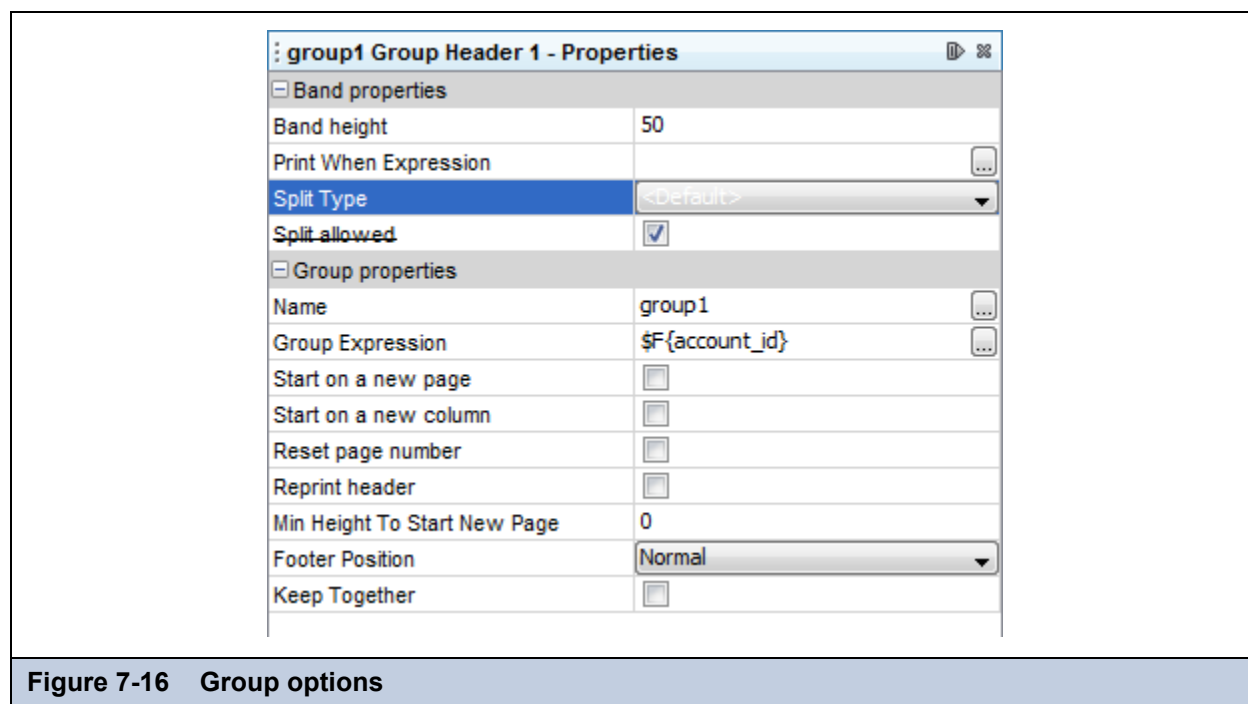 group1 Group Header 1 - Properties
Band properties
Band height 50
Print When Expression ...
Split Type <Default>
Split allowed
Group properties
Name group1 ...
Group Expression $F{account_id} ...
Start on a new page
Start on a new column
Reset page number
Reprint header
Min Height To Start New Page 0
Footer Position Normal
Keep Together
Figure 7-16 Group options